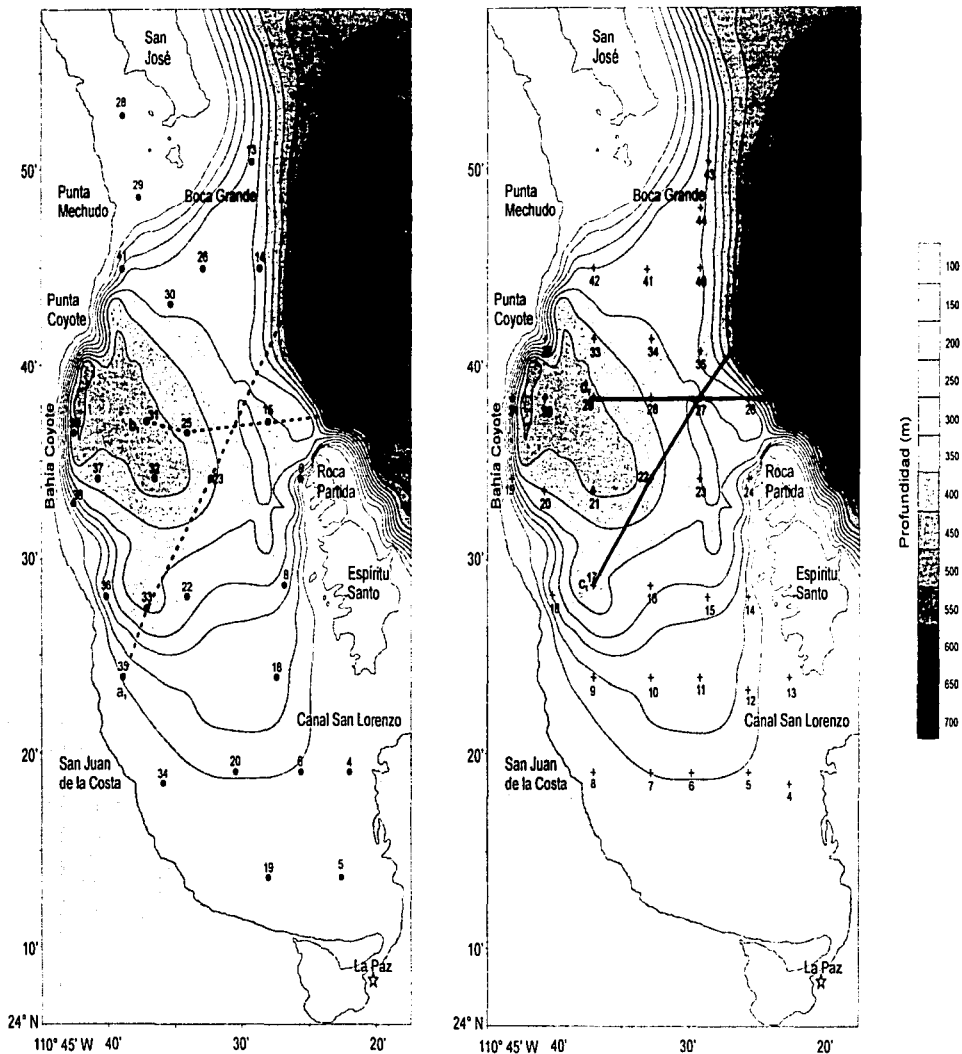 San
José
28
13
50'
29
Punta
Mechudo
Boca Grande
41
26
14
30
Punta
Coyote
40'
b,
31
25
15
37
32
23
Roca
Partida
Bahía Coyote
38
30'
Espíritu
Santo
36
33
22
8
35
a,
18
Canal San Lorenzo
20'
San Juan
de la Costa
34
20
6
4
19
5
10'
La Paz
24° N
110° 45' W
40'
30'
20'
San
José
50'
43
Punta
Mechudo
Boca Grande
44
42
41
40
Punta
Coyote
40'
33
34
35
d,
29
28
27
26
19
20
21
22
23
24
Roca
Partida
Bahía Coyote
30'
Espíritu
Santo
17
c,
18
16
15
14
9
10
11
12
13
Canal San Lorenzo
20'
San Juan
de la Costa
8
7
6
5
4
10'
La Paz
24° N
110° 45' W
40'
30'
20'
Profundidad (m)
100
150
200
250
300
350
400
450
500
550
600
650
700